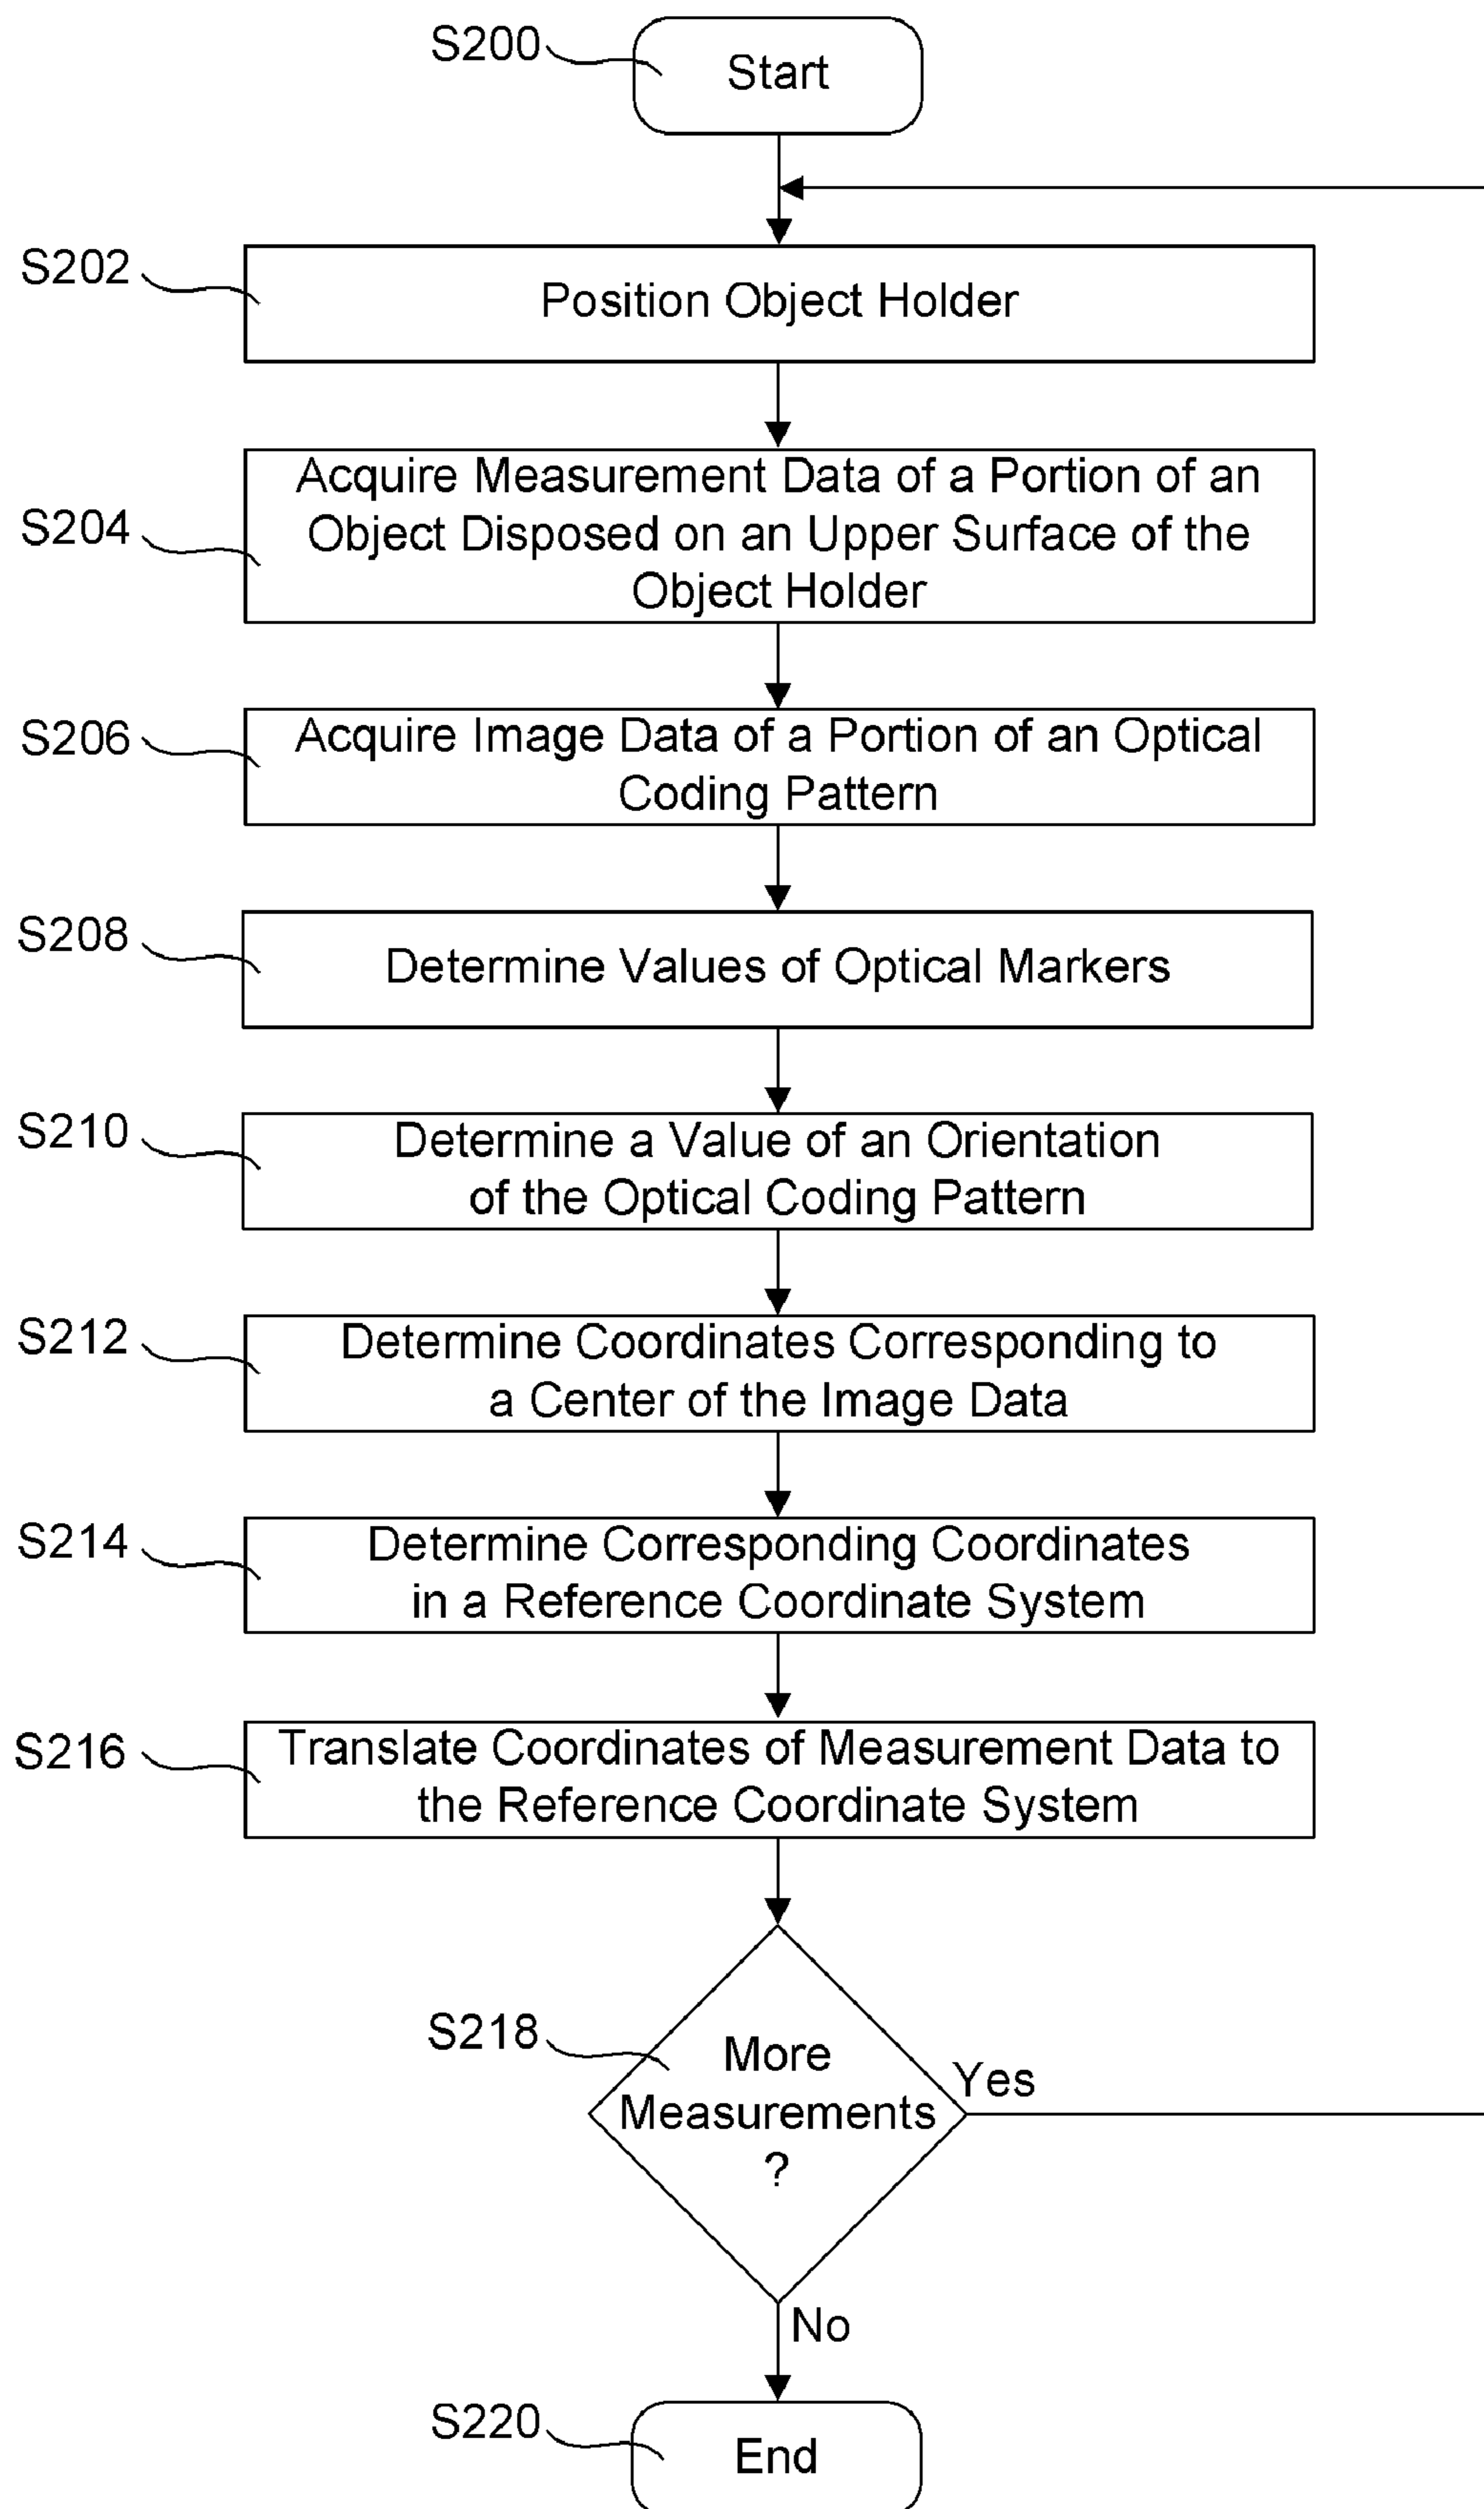 S200
Start
S202
Position Object Holder
S204
Acquire Measurement Data of a Portion of an
Object Disposed on an Upper Surface of the
Object Holder
S206
Acquire Image Data of a Portion of an Optical
Coding Pattern
S208
Determine Values of Optical Markers
S210
Determine a Value of an Orientation
of the Optical Coding Pattern
S212
Determine Coordinates Corresponding to
a Center of the Image Data
S214
Determine Corresponding Coordinates
in a Reference Coordinate System
S216
Translate Coordinates of Measurement Data to
the Reference Coordinate System
S218
More
Measurements
?
Yes
No
S220
End